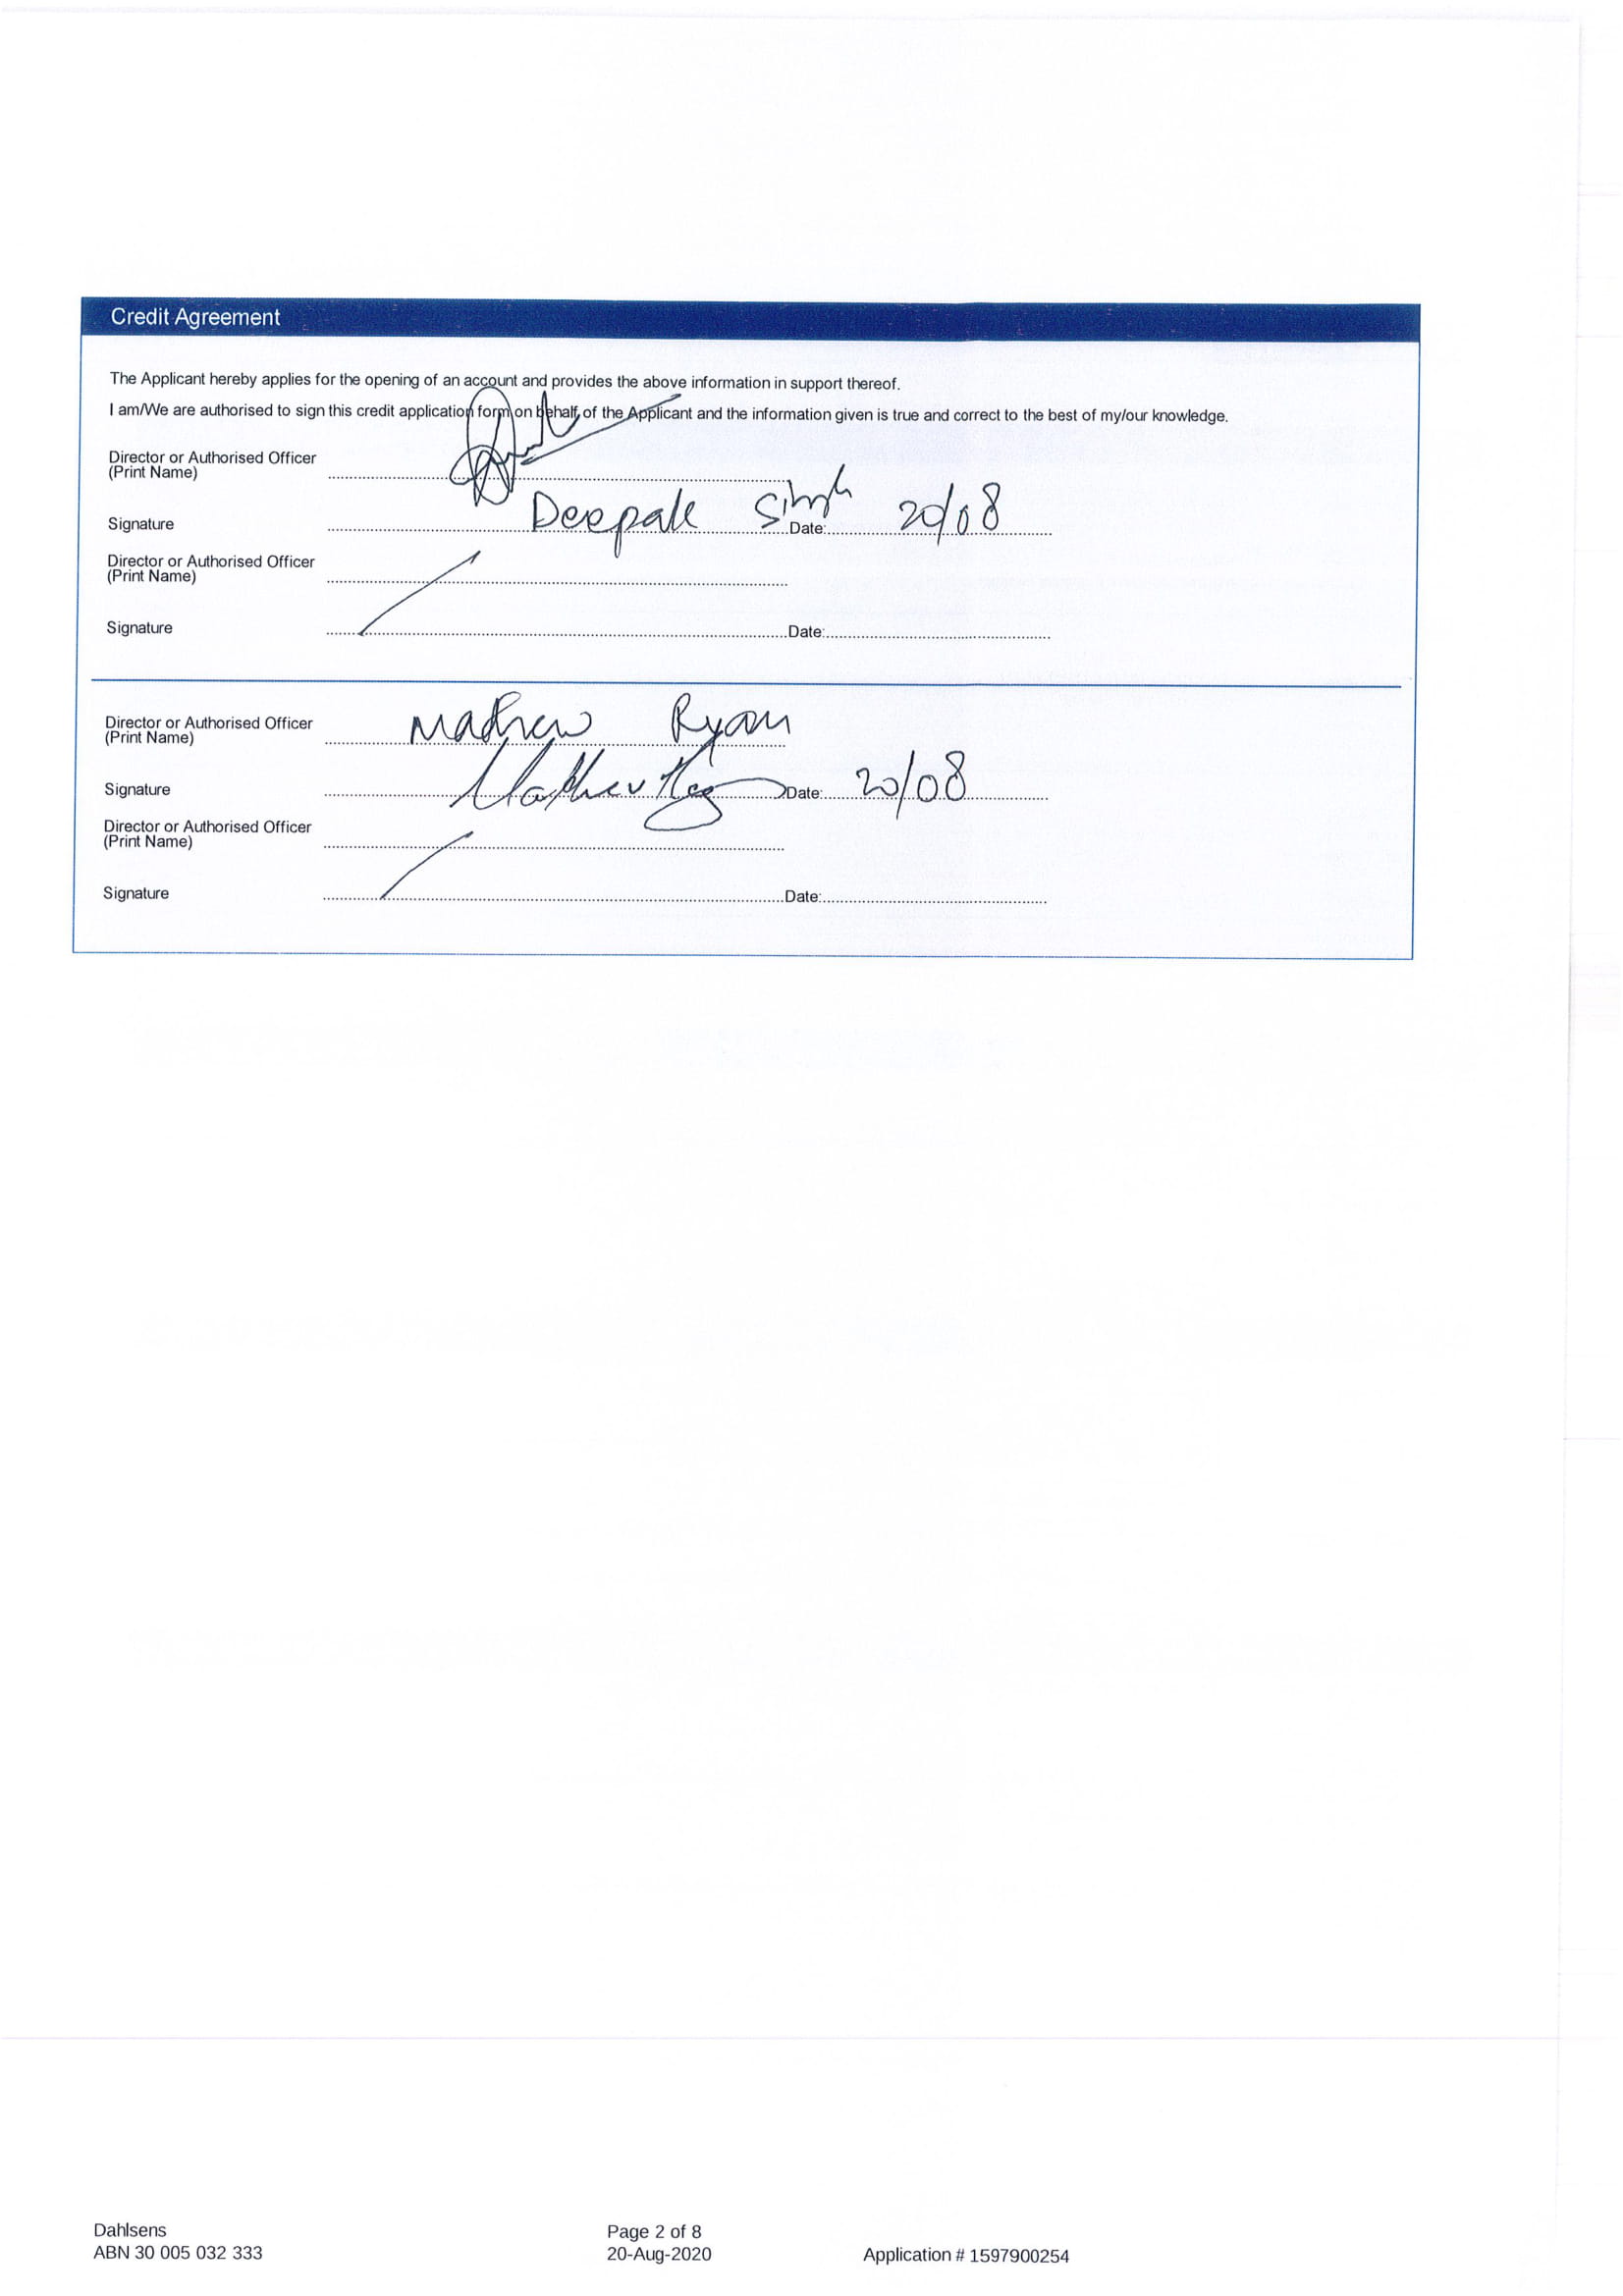 Credit Agreement
The Applicant hereby applies for the opening of an account and provides the above information in support thereof.
I am/We are authorised to sign this credit application form on behalf of the Applicant and the information given is true and correct to the best of my/our knowledge.
Director or Authorised Officer
(Print Name)
Signature Deepak Singh Date: 20/08
Director or Authorised Officer
(Print Name)
Signature Date:
Director or Authorised Officer
(Print Name) Mathew Ryan
Signature Date: 20/08
Director or Authorised Officer
(Print Name)
Signature Date:
Dahlsens Page 2 of 8
ABN 30 005 032 333 20-Aug-2020 Application # 1597900254